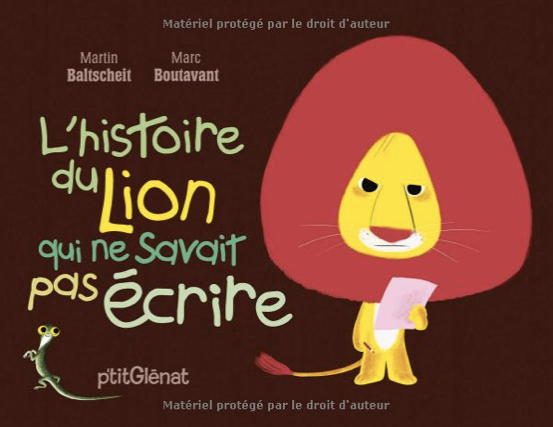 Matériel protégé par le droit d'auteur
Martin Baltscheit
Marc Boutavant
L'histoire
du Lion
qui ne Savait
pas écrire
p'titGlénat
Matériel protégé par le droit d'auteur